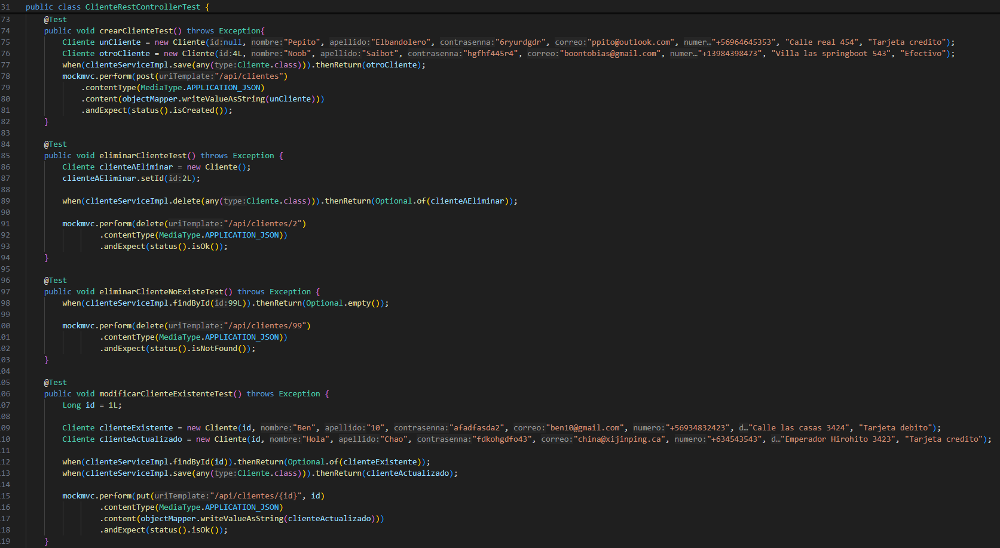 31 public class ClienteRestControllerTest {
73 @Test
74 public void crearClienteTest() throws Exception{
75 Cliente unCliente = new Cliente(id:null, nombre:"Pepito", apellido:"Elbandolero", contrasenna:"6ryurdgdr", correo:"ppito@outlook.com", numer…"+56964645353", "Calle real 454", "Tarjeta credito");
76 Cliente otroCliente = new Cliente(id:4L, nombre:"Noob", apellido:"Saibot", contrasenna:"hgfhf445r4", correo:"boontobias@gmail.com", numer…"+13984398473", "Villa las springboot 543", "Efectivo");
77 when(clienteServiceImpl.save(any(type:Cliente.class))).thenReturn(otroCliente);
78 mockmvc.perform(post(uriTemplate:"/api/clientes")
79 .contentType(MediaType.APPLICATION_JSON)
80 .content(objectMapper.writeValueAsString(unCliente)))
81 .andExpect(status().isCreated());
82 }
83
84 @Test
85 public void eliminarClienteTest() throws Exception {
86 Cliente clienteAEliminar = new Cliente();
87 clienteAEliminar.setId(id:2L);
88
89 when(clienteServiceImpl.delete(any(type:Cliente.class))).thenReturn(Optional.of(clienteAEliminar));
90
91 mockmvc.perform(delete(uriTemplate:"/api/clientes/2")
92 .contentType(MediaType.APPLICATION_JSON))
93 .andExpect(status().isOk());
94 }
95
96 @Test
97 public void eliminarClienteNoExisteTest() throws Exception {
98 when(clienteServiceImpl.findById(id:99L)).thenReturn(Optional.empty());
99
00 mockmvc.perform(delete(uriTemplate:"/api/clientes/99")
01 .contentType(MediaType.APPLICATION_JSON))
02 .andExpect(status().isNotFound());
03 }
04
05 @Test
06 public void modificarClienteExistenteTest() throws Exception {
07 Long id = 1L;
08
09 Cliente clienteExistente = new Cliente(id, nombre:"Ben", apellido:"10", contrasenna:"afadfasda2", correo:"ben10@gmail.com", numero:"+56934832423", d…"Calle las casas 3424", "Tarjeta debito");
10 Cliente clienteActualizado = new Cliente(id, nombre:"Hola", apellido:"Chao", contrasenna:"fdkohgdfo43", correo:"china@xijinping.ca", numero:"+634543543", d…"Emperador Hirohito 3423", "Tarjeta credito");
11
12 when(clienteServiceImpl.findById(id)).thenReturn(Optional.of(clienteExistente));
13 when(clienteServiceImpl.save(any(type:Cliente.class))).thenReturn(clienteActualizado);
14
15 mockmvc.perform(put(uriTemplate:"/api/clientes/{id}", id)
16 .contentType(MediaType.APPLICATION_JSON)
17 .content(objectMapper.writeValueAsString(clienteActualizado)))
18 .andExpect(status().isOk());
19 }